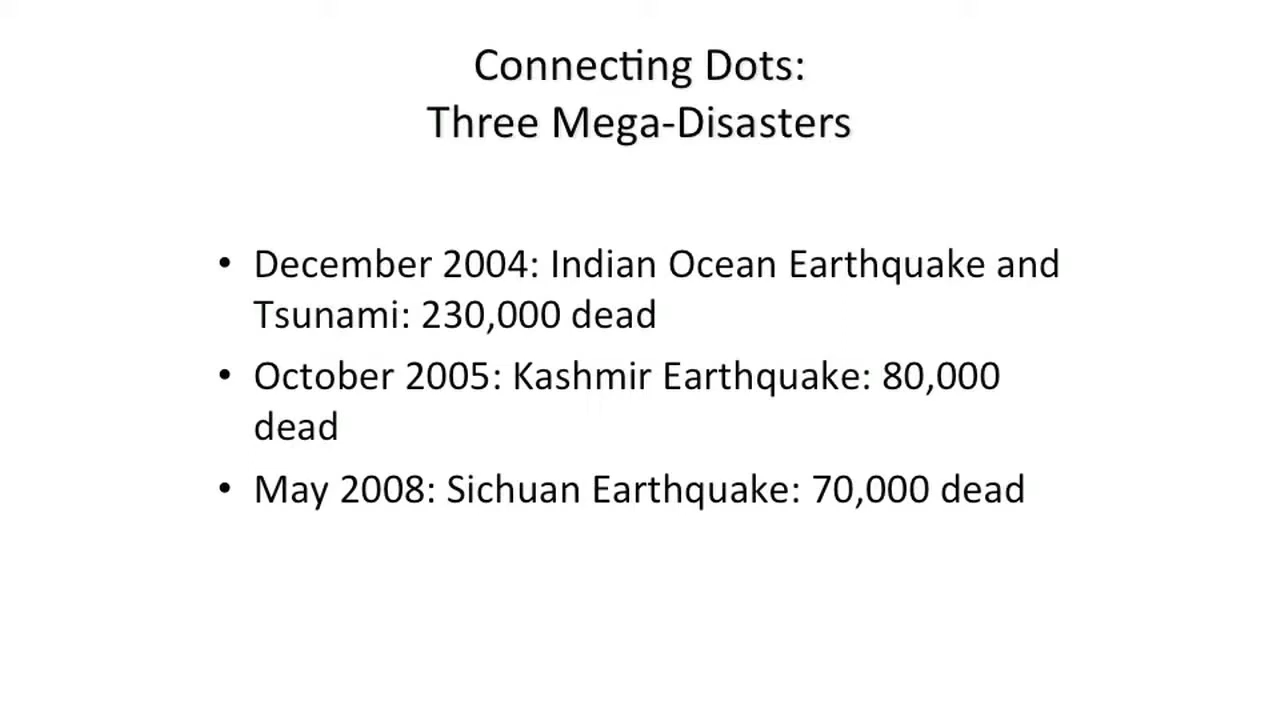 Connecting Dots:
Three Mega-Disasters
• December 2004: Indian Ocean Earthquake and
Tsunami: 230,000 dead
• October 2005: Kashmir Earthquake: 80,000
dead
• May 2008: Sichuan Earthquake: 70,000 dead